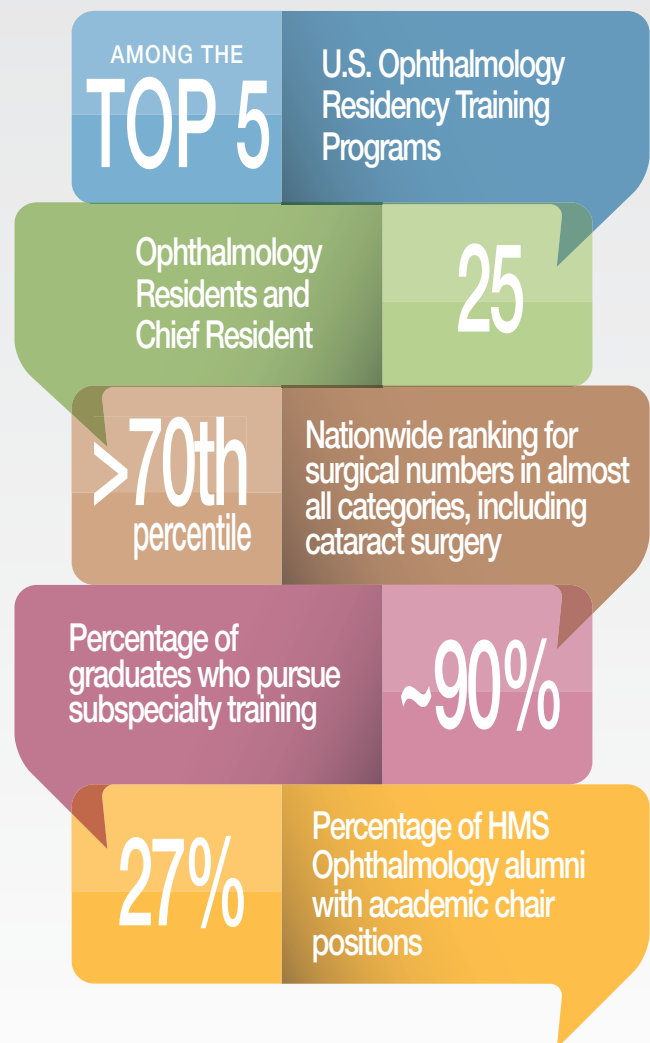 AMONG THE
TOP 5
U.S. Ophthalmology
Residency Training
Programs
Ophthalmology
Residents and
Chief Resident
25
>70th
percentile
Nationwide ranking for
surgical numbers in almost
all categories, including
cataract surgery
Percentage of
graduates who pursue
subspecialty training
~90%
27%
Percentage of HMS
Ophthalmology alumni
with academic chair
positions